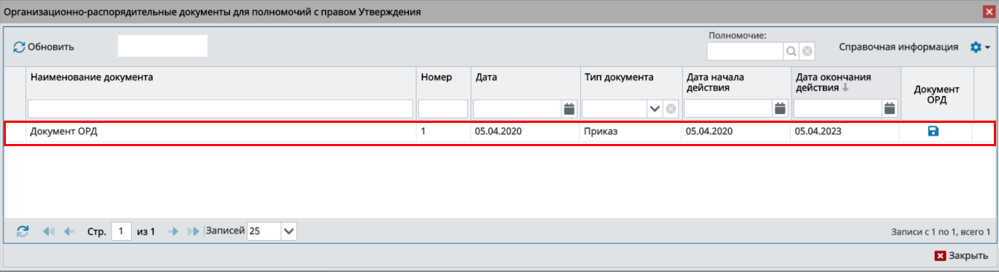 Организационно-распорядительные документы для полномочий с правом Утверждения
Обновить
Полномочие:
Справочная информация
Наименование документа
Номер
Дата
Тип документа
Дата начала
действия
Дата окончания
действия
Документ
ОРД
Документ ОРД
1
05.04.2020
Приказ
05.04.2020
05.04.2023
Стр. 1 из 1
Записей 25
Записи с 1 по 1, всего 1
Закрыть